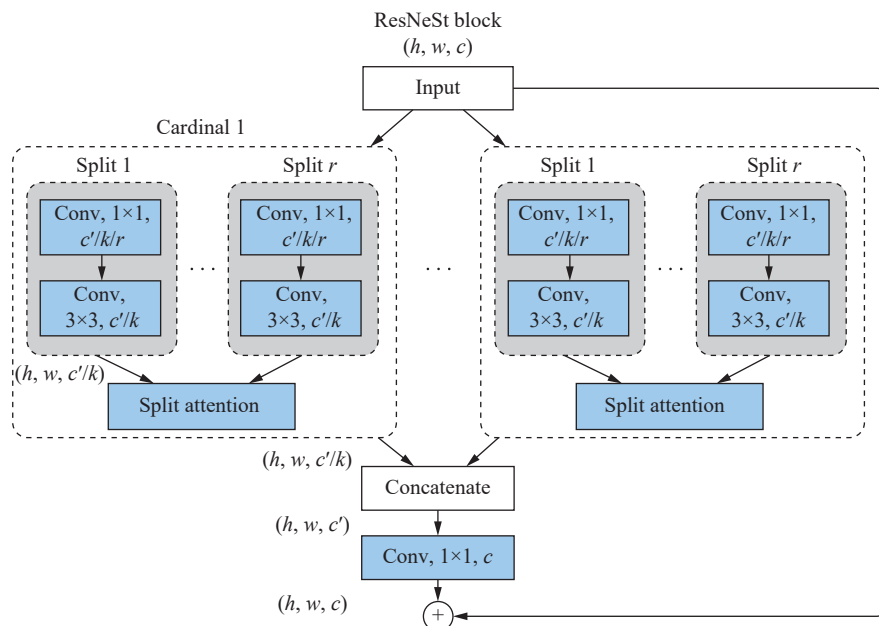 ResNeSt block
(h, w, c)
Input
Cardinal 1
Split 1
Split r
Split 1
Split r
Conv, 1×1,
c′/k/r
Conv, 1×1,
c′/k/r
Conv, 1×1,
c′/k/r
Conv, 1×1,
c′/k/r
. . .
. . .
. . .
Conv,
3×3, c′/k
Conv,
3×3, c′/k
Conv,
3×3, c′/k
Conv,
3×3, c′/k
(h, w, c′/k)
Split attention
Split attention
(h, w, c′/k)
Concatenate
(h, w, c′)
Conv, 1×1, c
(h, w, c)
+